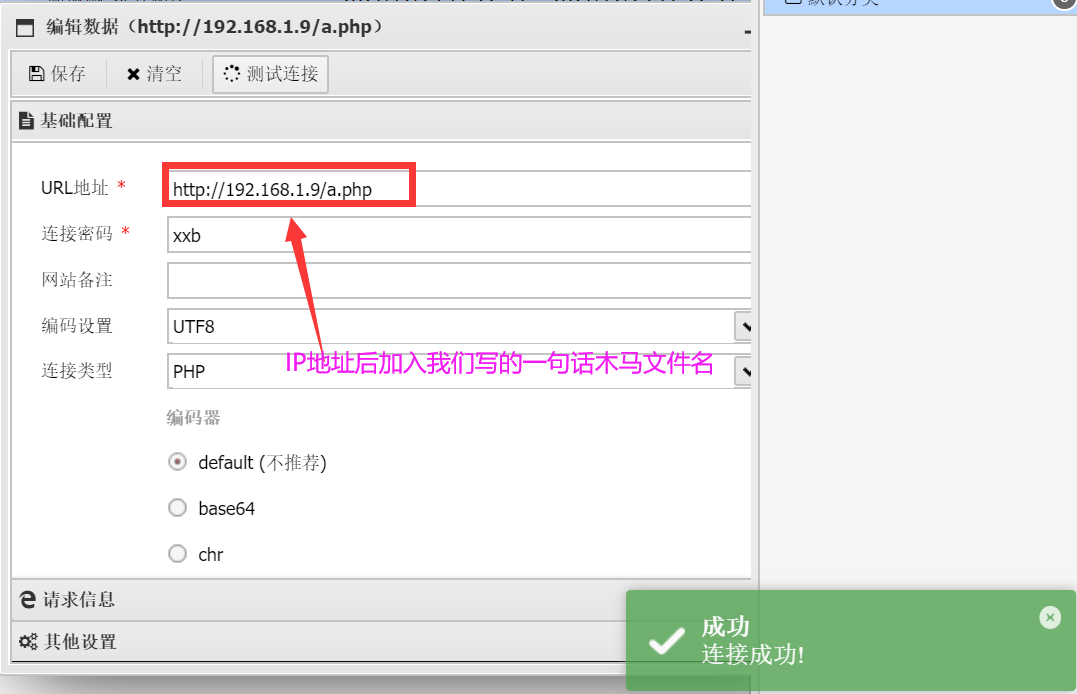 编辑数据（http://192.168.1.9/a.php）
默认分类
保存
清空
测试连接
基础配置
URL地址 *
http://192.168.1.9/a.php
连接密码 *
xxb
网站备注
编码设置
UTF8
IP地址后加入我们写的一句话木马文件名
连接类型
PHP
编码器
default (不推荐)
base64
chr
请求信息
其他设置
成功
连接成功!